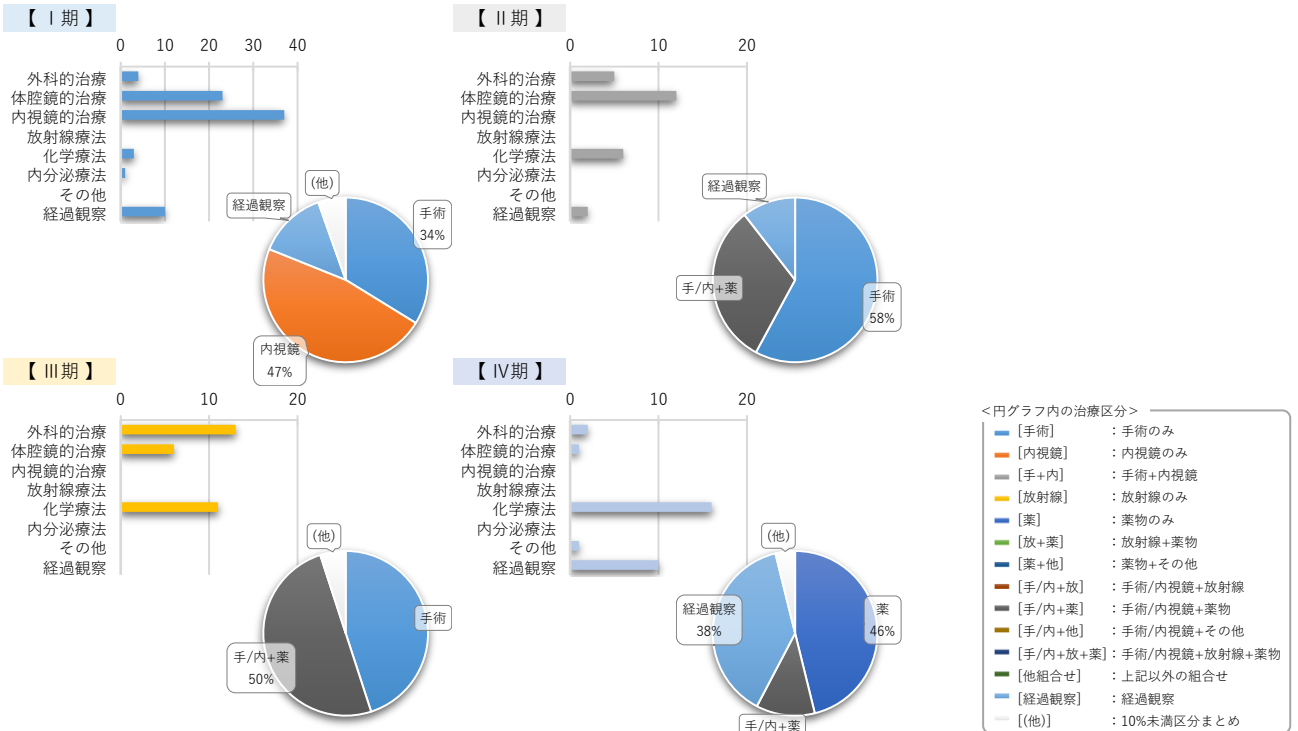 【 Ⅰ期 】
0 10 20 30 40
外科的治療
体腔鏡的治療
内視鏡的治療
放射線療法
化学療法
内分泌療法
その他
経過観察
(他)
経過観察
手術
34%
内視鏡
47%
【 Ⅱ期 】
0 10 20
外科的治療
体腔鏡的治療
内視鏡的治療
放射線療法
化学療法
内分泌療法
その他
経過観察
経過観察
手/内+薬
手術
58%
【 Ⅲ期 】
0 10 20
外科的治療
体腔鏡的治療
内視鏡的治療
放射線療法
化学療法
内分泌療法
その他
経過観察
(他)
手術
手/内+薬
50%
【 Ⅳ期 】
0 10 20
外科的治療
体腔鏡的治療
内視鏡的治療
放射線療法
化学療法
内分泌療法
その他
経過観察
(他)
経過観察
38%
薬
46%
手/内+薬
<円グラフ内の治療区分>
[手術] ：手術のみ
[内視鏡] ：内視鏡のみ
[手+内] ：手術+内視鏡
[放射線] ：放射線のみ
[薬] ：薬物のみ
[放+薬] ：放射線+薬物
[薬+他] ：薬物+その他
[手/内+放] ：手術/内視鏡+放射線
[手/内+薬] ：手術/内視鏡+薬物
[手/内+他] ：手術/内視鏡+その他
[手/内+放+薬]：手術/内視鏡+放射線+薬物
[他組合せ] ：上記以外の組合せ
[経過観察] ：経過観察
[(他)] ：10%未満区分まとめ